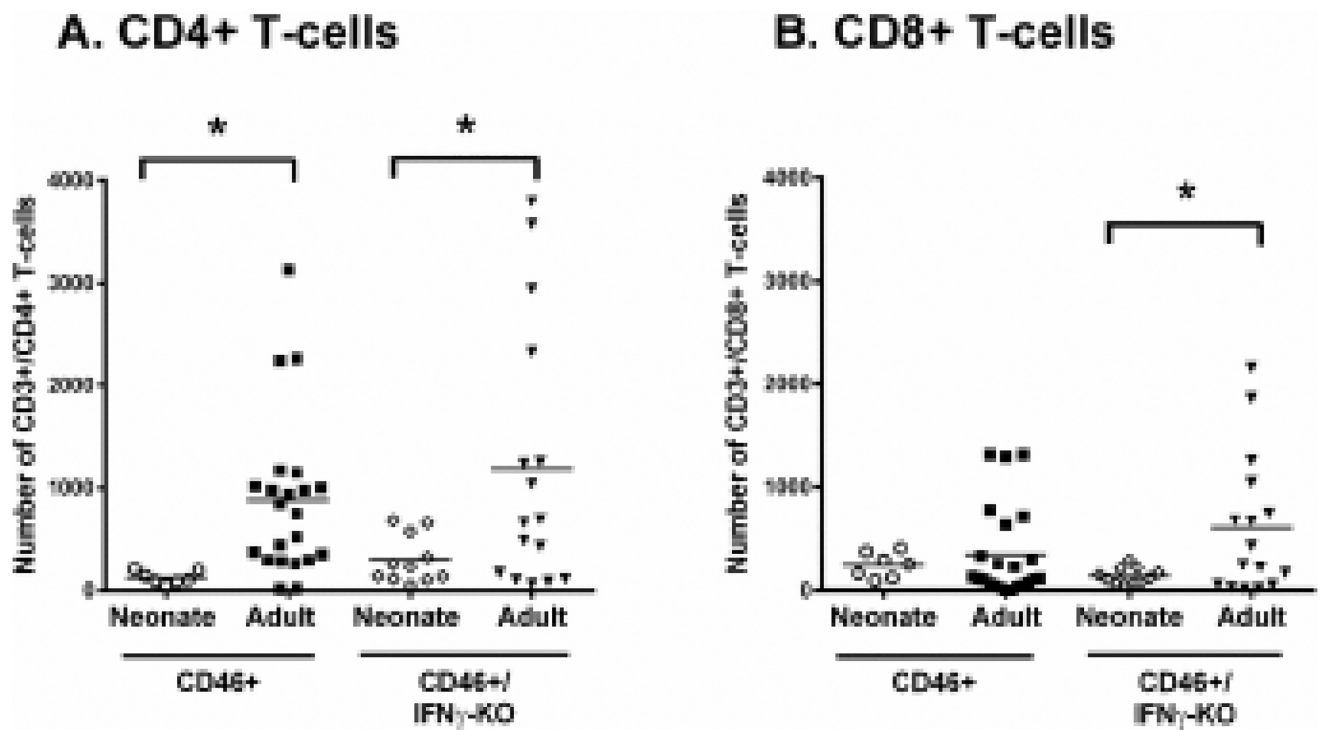 A. CD4+ T-cells
*
*
Number of CD3+/CD4+ T-cells
4000
3000
2000
1000
0
Neonate Adult Neonate Adult
CD46+
CD46+/
IFNγ-KO
B. CD8+ T-cells
*
Number of CD3+/CD8+ T-cells
4000
3000
2000
1000
0
Neonate Adult Neonate Adult
CD46+
CD46+/
IFNγ-KO